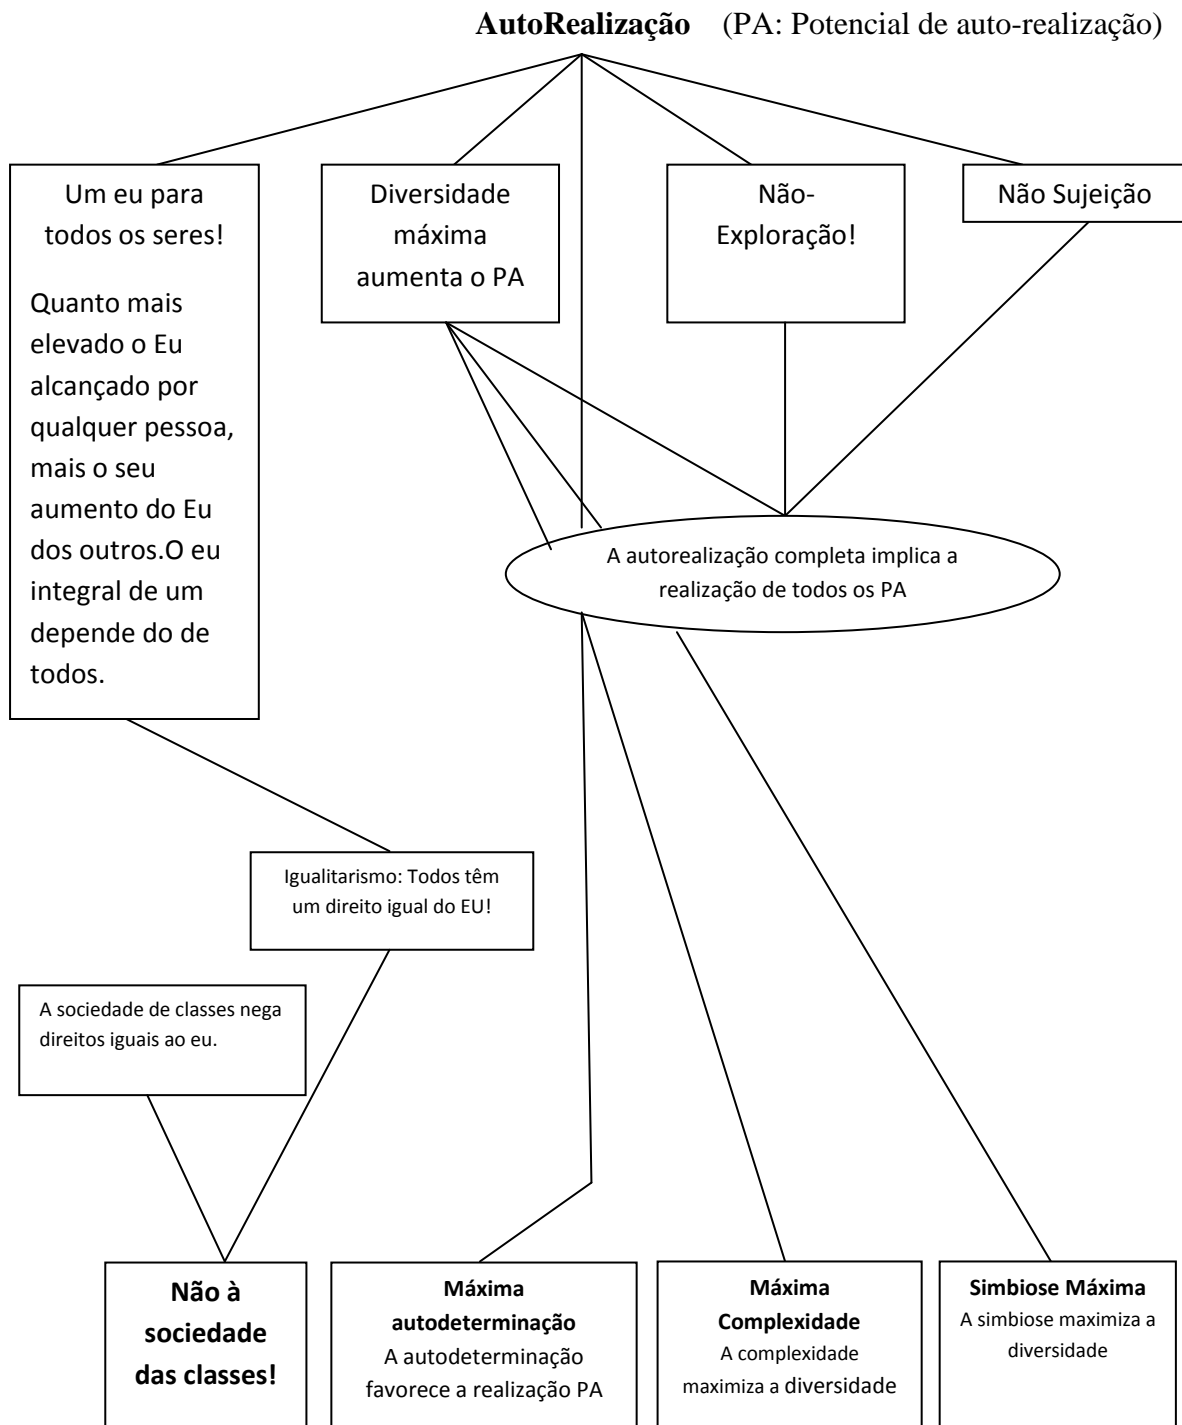 AutoRealização (PA: Potencial de auto-realização)
Um eu para
todos os seres!
Quanto mais
elevado o Eu
alcançado por
qualquer pessoa,
mais o seu
aumento do Eu
dos outros.O eu
integral de um
depende do de
todos.
Diversidade
máxima
aumenta o PA
Não-
Exploração!
Não Sujeição
A autorealização completa implica a
realização de todos os PA
Igualitarismo: Todos têm
um direito igual do EU!
A sociedade de classes nega
direitos iguais ao eu.
Não à
sociedade
das classes!
Máxima
autodeterminação
A autodeterminação
favorece a realização PA
Máxima
Complexidade
A complexidade
maximiza a diversidade
Simbiose Máxima
A simbiose maximiza a
diversidade